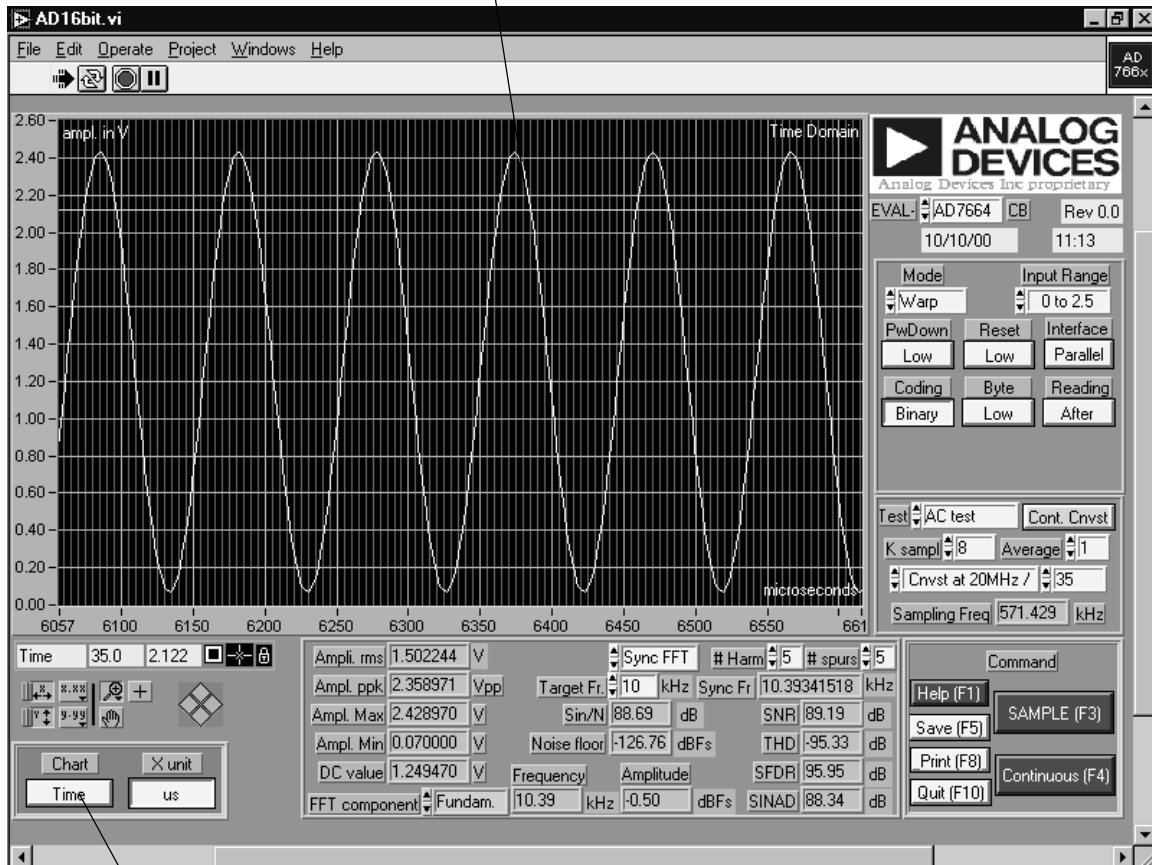 AD16bit.vi
File Edit Operate Project Windows Help
AD
766x
ampl. in V
Time Domain
2.60
2.40
2.20
2.00
1.80
1.60
1.40
1.20
1.00
0.80
0.60
0.40
0.20
0.00
microseconds
6057 6100 6150 6200 6250 6300 6350 6400 6450 6500 6550 661
ANALOG
DEVICES
Analog Devices Inc proprietary
EVAL- AD7664 CB Rev 0.0
10/10/00 11:13
Mode Input Range
Warp 0 to 2.5
PwDown Reset Interface
Low Low Parallel
Coding Byte Reading
Binary Low After
Test AC test Cont. Cnvst
K sampl 8 Average 1
Cnvst at 20MHz / 35
Sampling Freq 571.429 kHz
Time 35.0 2.122
X
x.xx
Y
y.yy
Chart X unit
Time us
Ampli. rms 1.502244 V Sync FFT # Harm 5 # spurs 5
Ampl. ppk 2.358971 Vpp Target Fr. 10 kHz Sync Fr 10.39341518 kHz
Ampl. Max 2.428970 V Sin/N 88.69 dB SNR 89.19 dB
Ampl. Min 0.070000 V Noise floor -126.76 dBFs THD -95.33 dB
DC value 1.249470 V Frequency Amplitude SFDR 95.95 dB
FFT component Fundam. 10.39 kHz -0.50 dBFs SINAD 88.34 dB
Command
Help (F1)
Save (F5)
SAMPLE (F3)
Print (F8)
Quit (F10)
Continuous (F4)